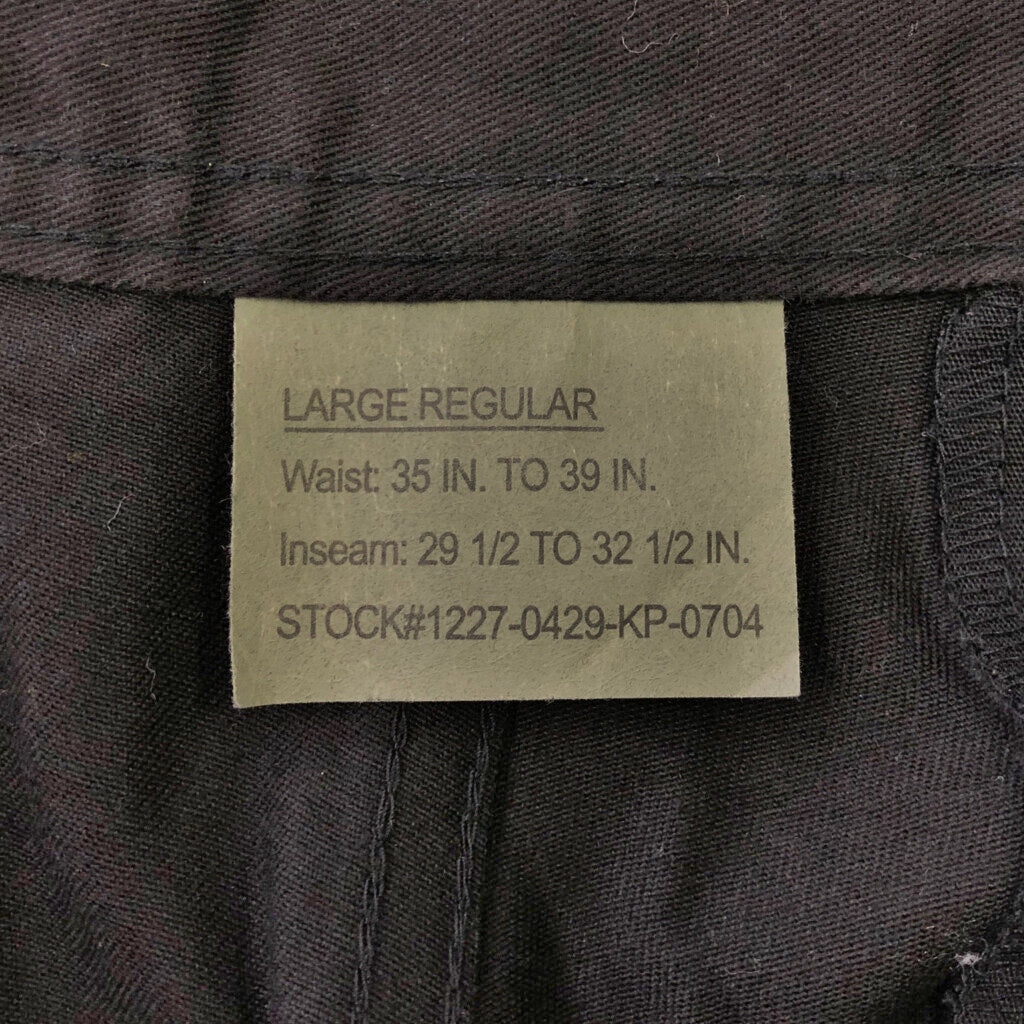 LARGE REGULAR
Waist: 35 IN. TO 39 IN.
Inseam: 29 1/2 TO 32 1/2 IN.
STOCK#1227-0429-KP-0704